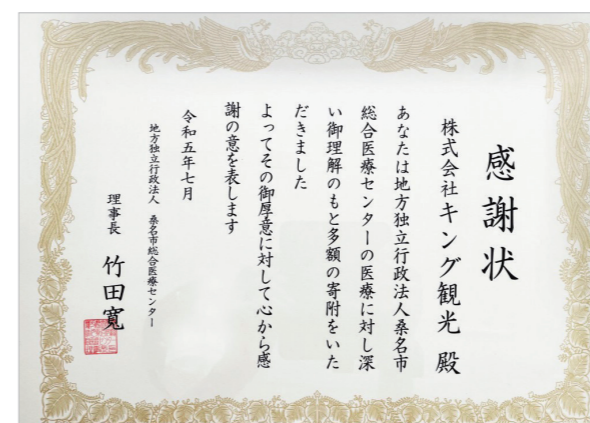 感謝状
株式会社キング観光 殿
あなたは地方独立行政法人桑名市
総合医療センターの医療に対し深
い御理解のもと多額の寄附をいた
だきました
よってその御厚意に対して心から感
謝の意を表します
令和五年七月
地方独立行政法人 桑名市総合医療センター
理事長 竹田寬